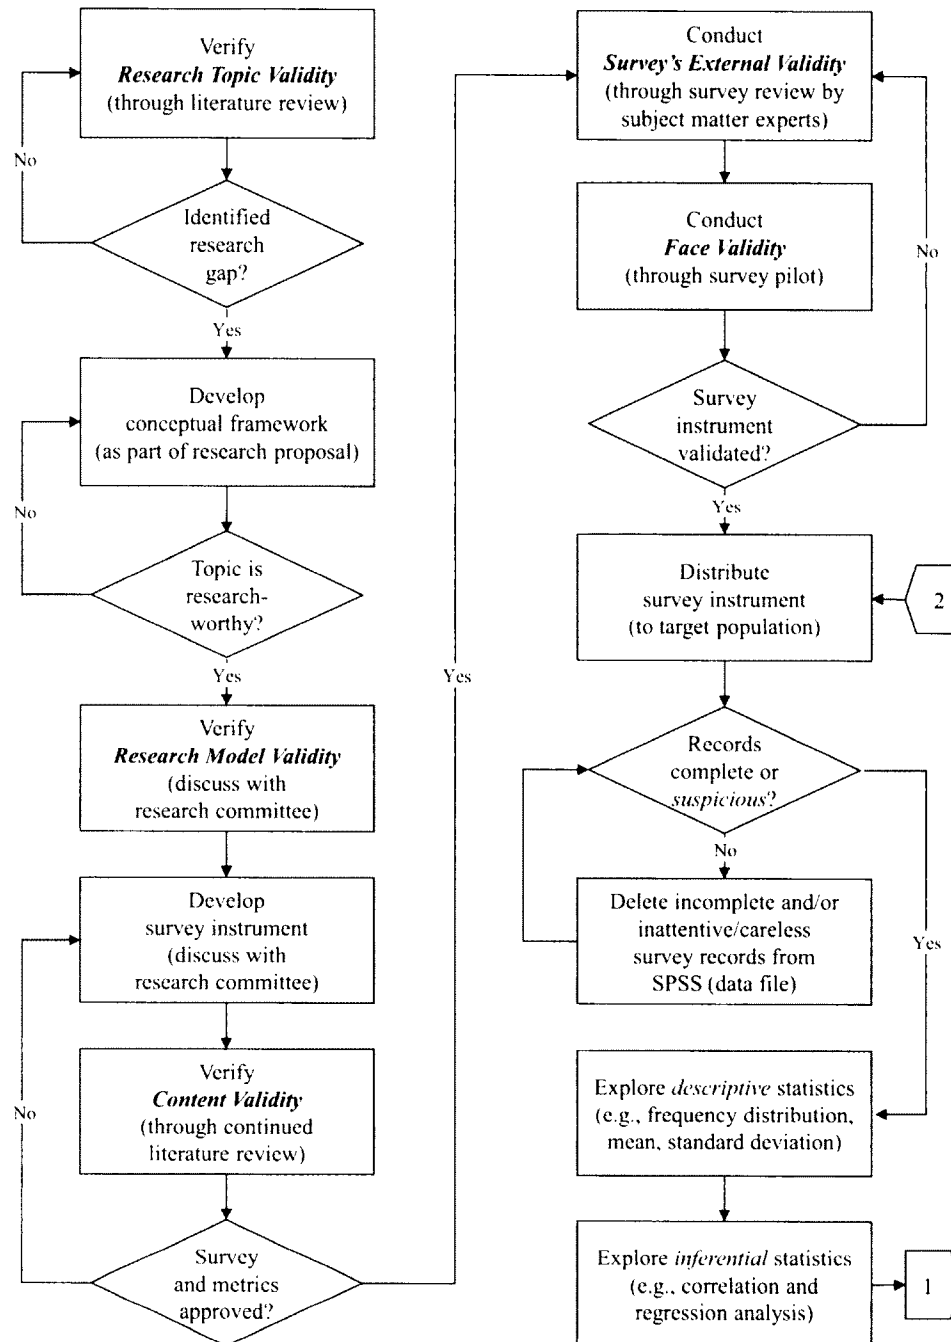 Verify
Research Topic Validity
(through literature review)
No
Identified
research
gap?
Yes
Develop
conceptual framework
(as part of research proposal)
No
Topic is
research-
worthy?
Yes
Verify
Research Model Validity
(discuss with
research committee)
Develop
survey instrument
(discuss with
research committee)
Verify
Content Validity
(through continued
literature review)
No
Survey
and metrics
approved?
Yes
Conduct
Survey's External Validity
(through survey review by
subject matter experts)
Conduct
Face Validity
(through survey pilot)
No
Survey
instrument
validated?
Yes
Distribute
survey instrument
(to target population)
2
Records
complete or
suspicious?
No
Delete incomplete and/or
inattentive/careless
survey records from
SPSS (data file)
Yes
Explore descriptive statistics
(e.g., frequency distribution,
mean, standard deviation)
Explore inferential statistics
(e.g., correlation and
regression analysis)
1